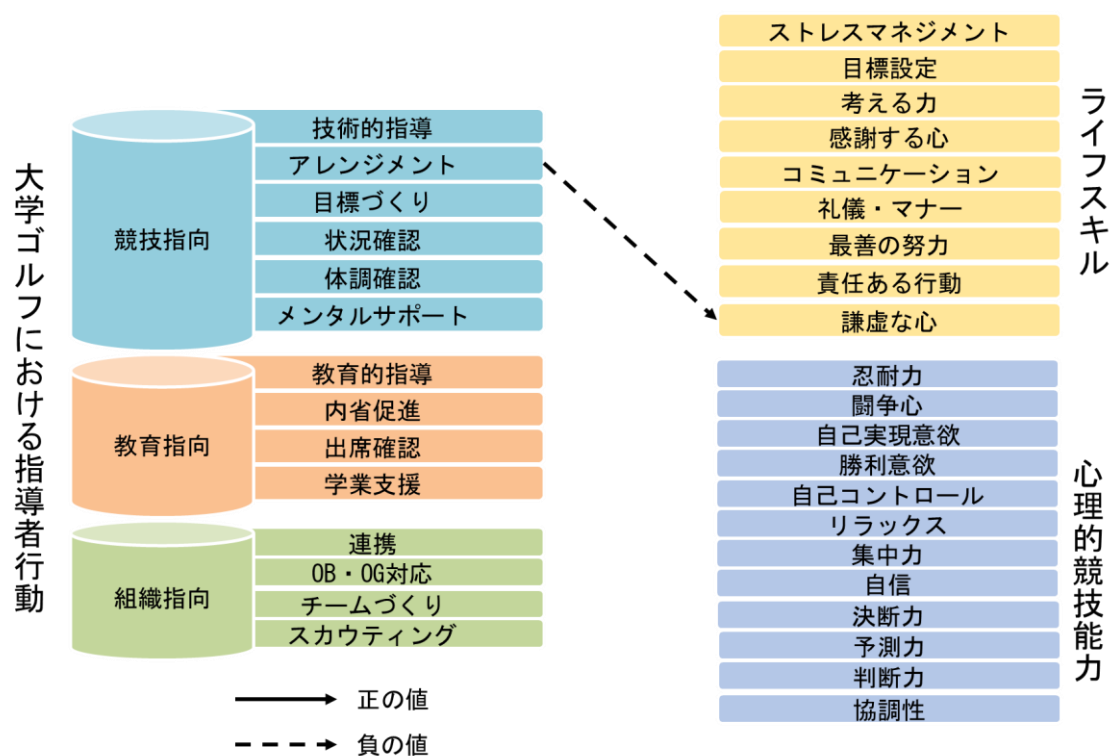 大学ゴルフにおける指導者行動
競技指向
技術的指導
アレンジメント
目標づくり
状況確認
体調確認
メンタルサポート
教育指向
教育的指導
内省促進
出席確認
学業支援
組織指向
連携
OB・OG対応
チームづくり
スカウティング
正の値
負の値
ストレスマネジメント
目標設定
考える力
感謝する心
コミュニケーション
礼儀・マナー
最善の努力
責任ある行動
謙虚な心
ライフスキル
忍耐力
闘争心
自己実現意欲
勝利意欲
自己コントロール
リラックス
集中力
自信
決断力
予測力
判断力
協調性
心理的競技能力